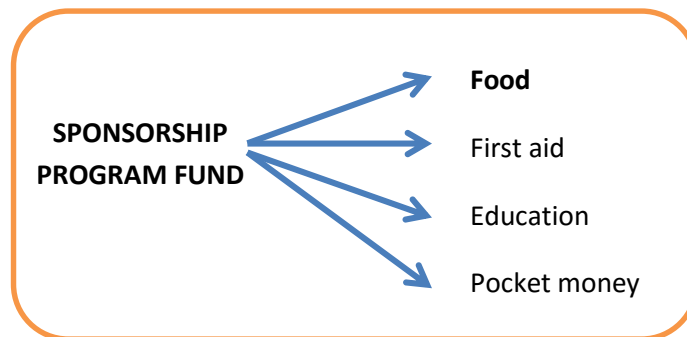 SPONSORSHIP
PROGRAM FUND
Food
First aid
Education
Pocket money